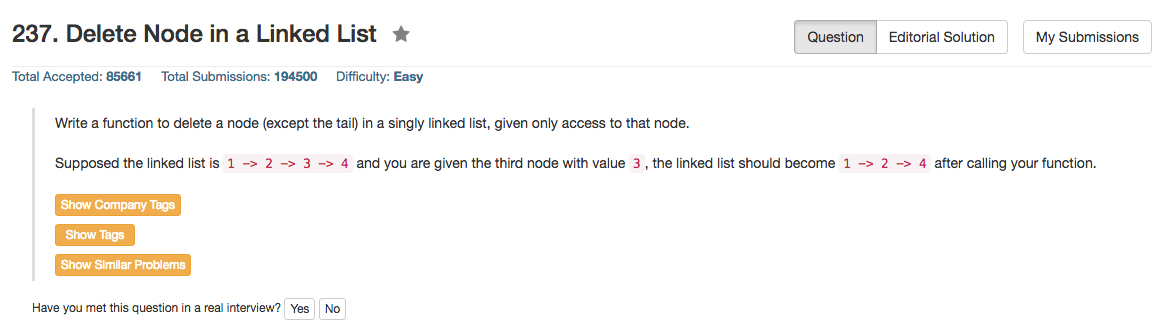 237. Delete Node in a Linked List
Question Editorial Solution My Submissions
Total Accepted: 85661 Total Submissions: 194500 Difficulty: Easy
Write a function to delete a node (except the tail) in a singly linked list, given only access to that node.
Supposed the linked list is 1 -> 2 -> 3 -> 4 and you are given the third node with value 3 , the linked list should become 1 -> 2 -> 4 after calling your function.
Show Company Tags
Show Tags
Show Similar Problems
Have you met this question in a real interview? Yes No